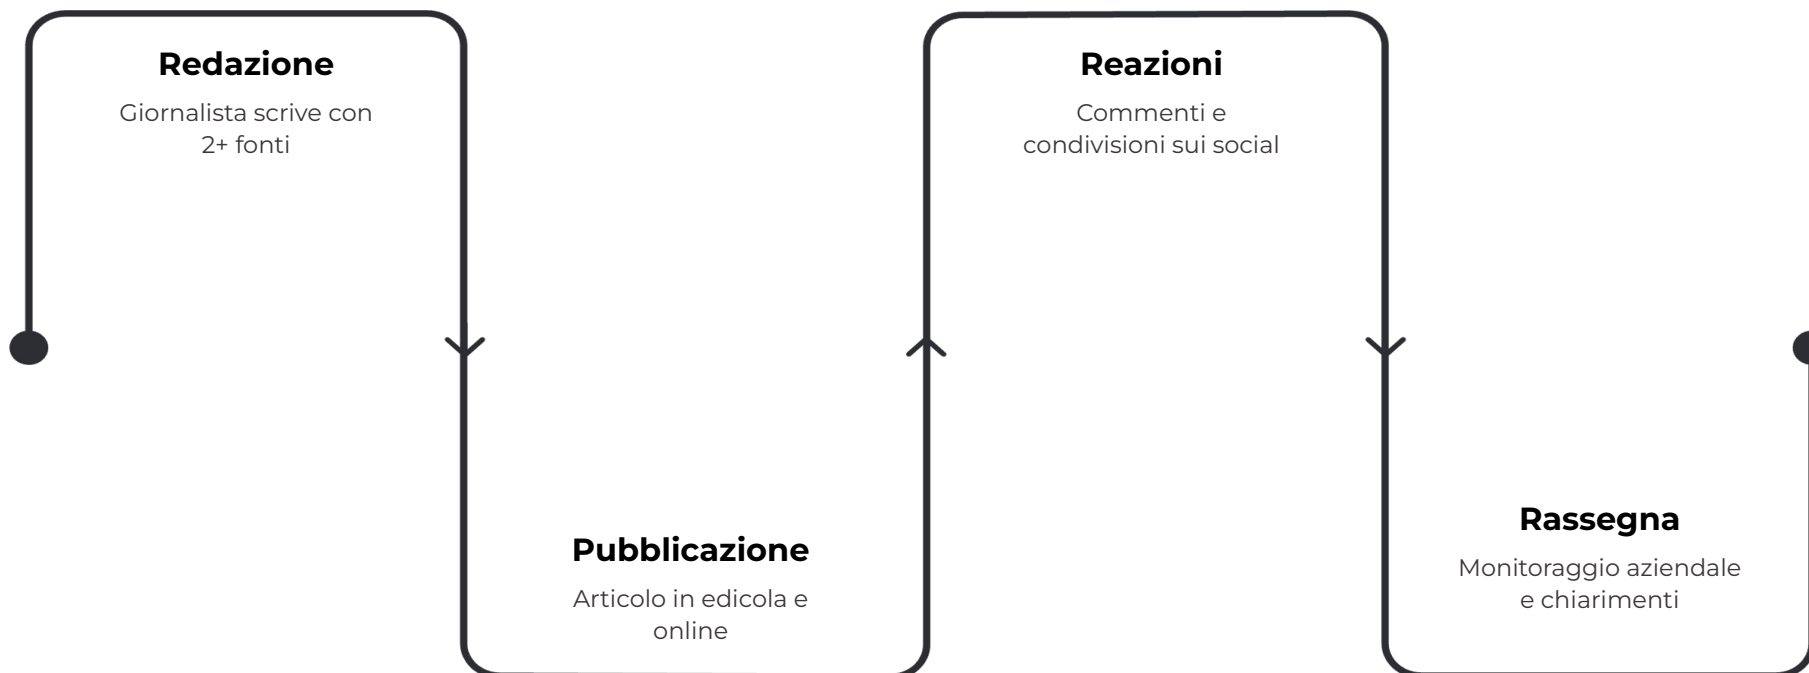 Redazione
Giornalista scrive con
2+ fonti
Pubblicazione
Articolo in edicola e
online
Reazioni
Commenti e
condivisioni sui social
Rassegna
Monitoraggio aziendale
e chiarimenti